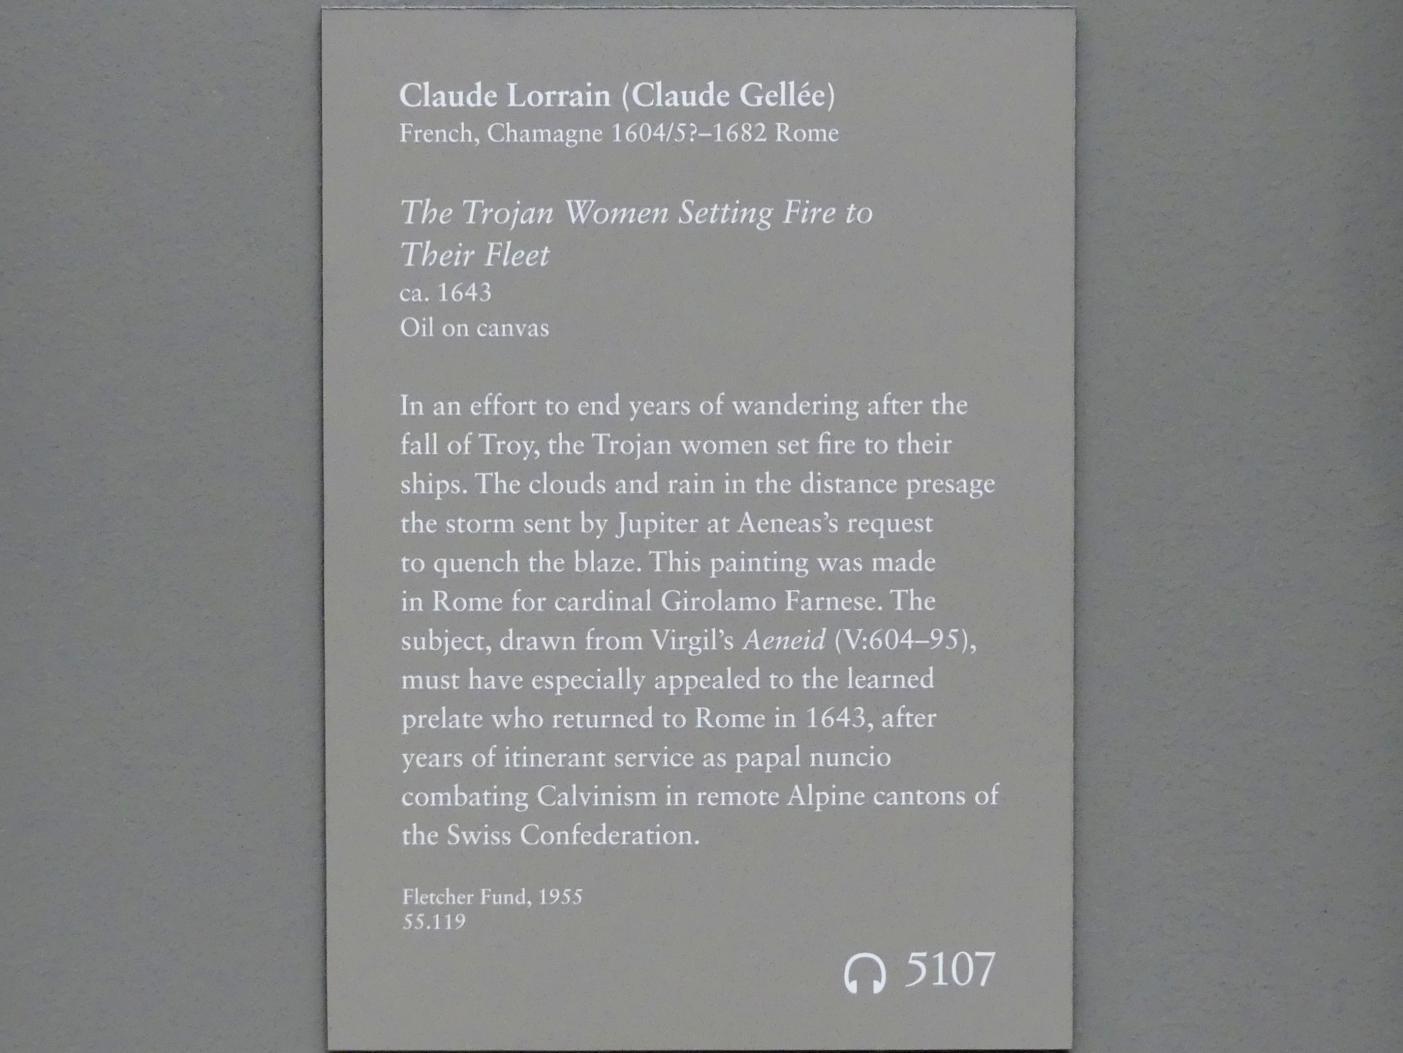 Claude Lorrain (Claude Gellée)
French, Chamagne 1604/5?–1682 Rome
The Trojan Women Setting Fire to
Their Fleet
ca. 1643
Oil on canvas
In an effort to end years of wandering after the
fall of Troy, the Trojan women set fire to their
ships. The clouds and rain in the distance presage
the storm sent by Jupiter at Aeneas’s request
to quench the blaze. This painting was made
in Rome for cardinal Girolamo Farnese. The
subject, drawn from Virgil’s Aeneid (V:604–95),
must have especially appealed to the learned
prelate who returned to Rome in 1643, after
years of itinerant service as papal nuncio
combating Calvinism in remote Alpine cantons of
the Swiss Confederation.
Fletcher Fund, 1955
55.119
5107